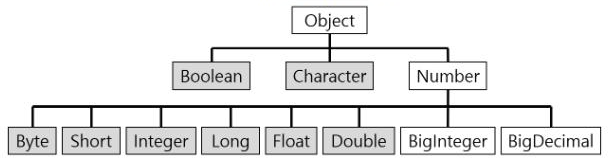 Object
Boolean Character Number
Byte Short Integer Long Float Double BigInteger BigDecimal